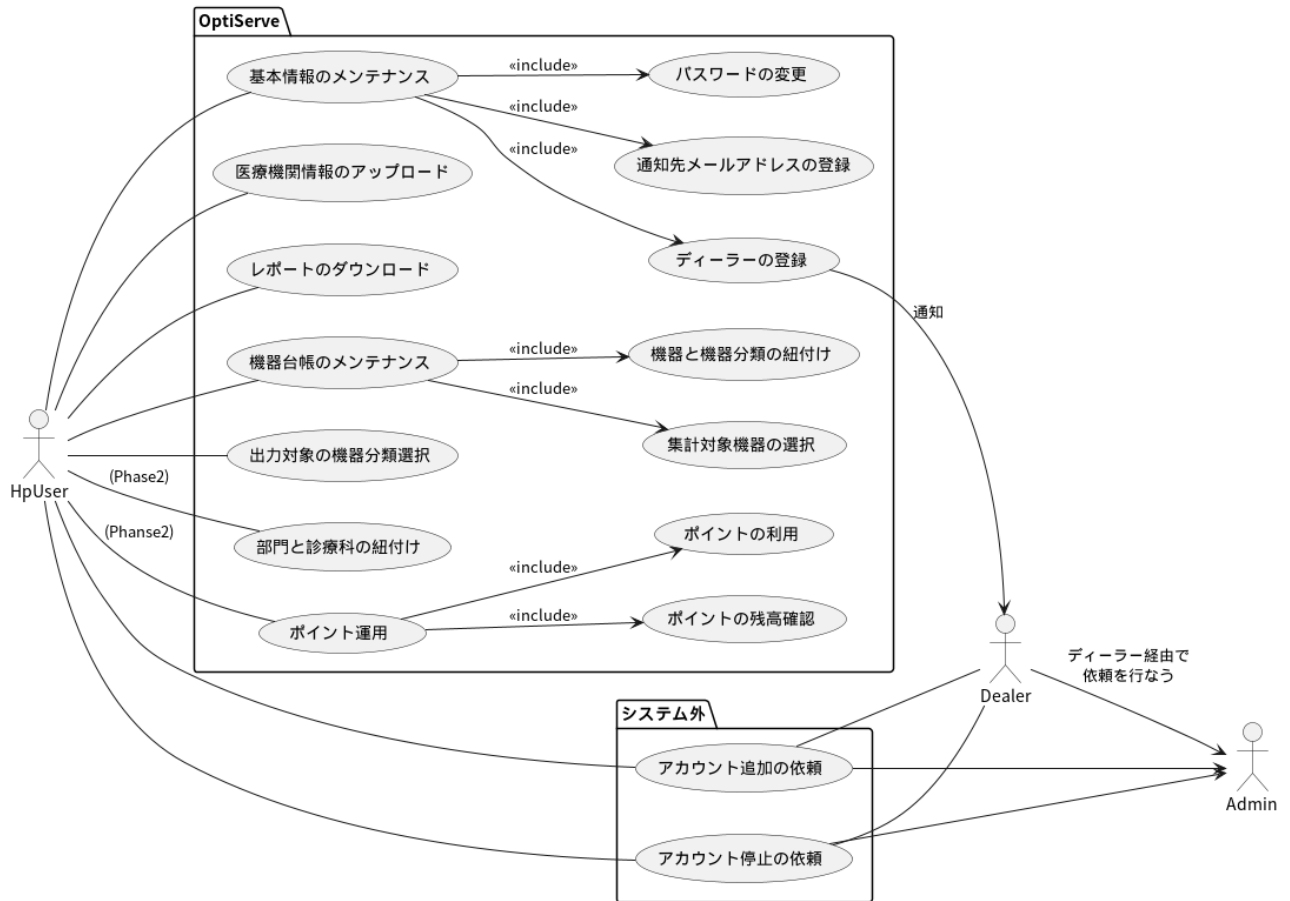 OptiServe
基本情報のメンテナンス
«include»
パスワードの変更
«include»
通知先メールアドレスの登録
«include»
医療機関情報のアップロード
ディーラーの登録
レポートのダウンロード
通知
機器台帳のメンテナンス
«include»
機器と機器分類の紐付け
«include»
集計対象機器の選択
出力対象の機器分類選択
HpUser
(Phase2)
(Phanse2)
部門と診療科の紐付け
ポイントの利用
«include»
ポイント運用
«include»
ポイントの残高確認
Dealer
ディーラー経由で
依頼を行なう
システム外
アカウント追加の依頼
Admin
アカウント停止の依頼